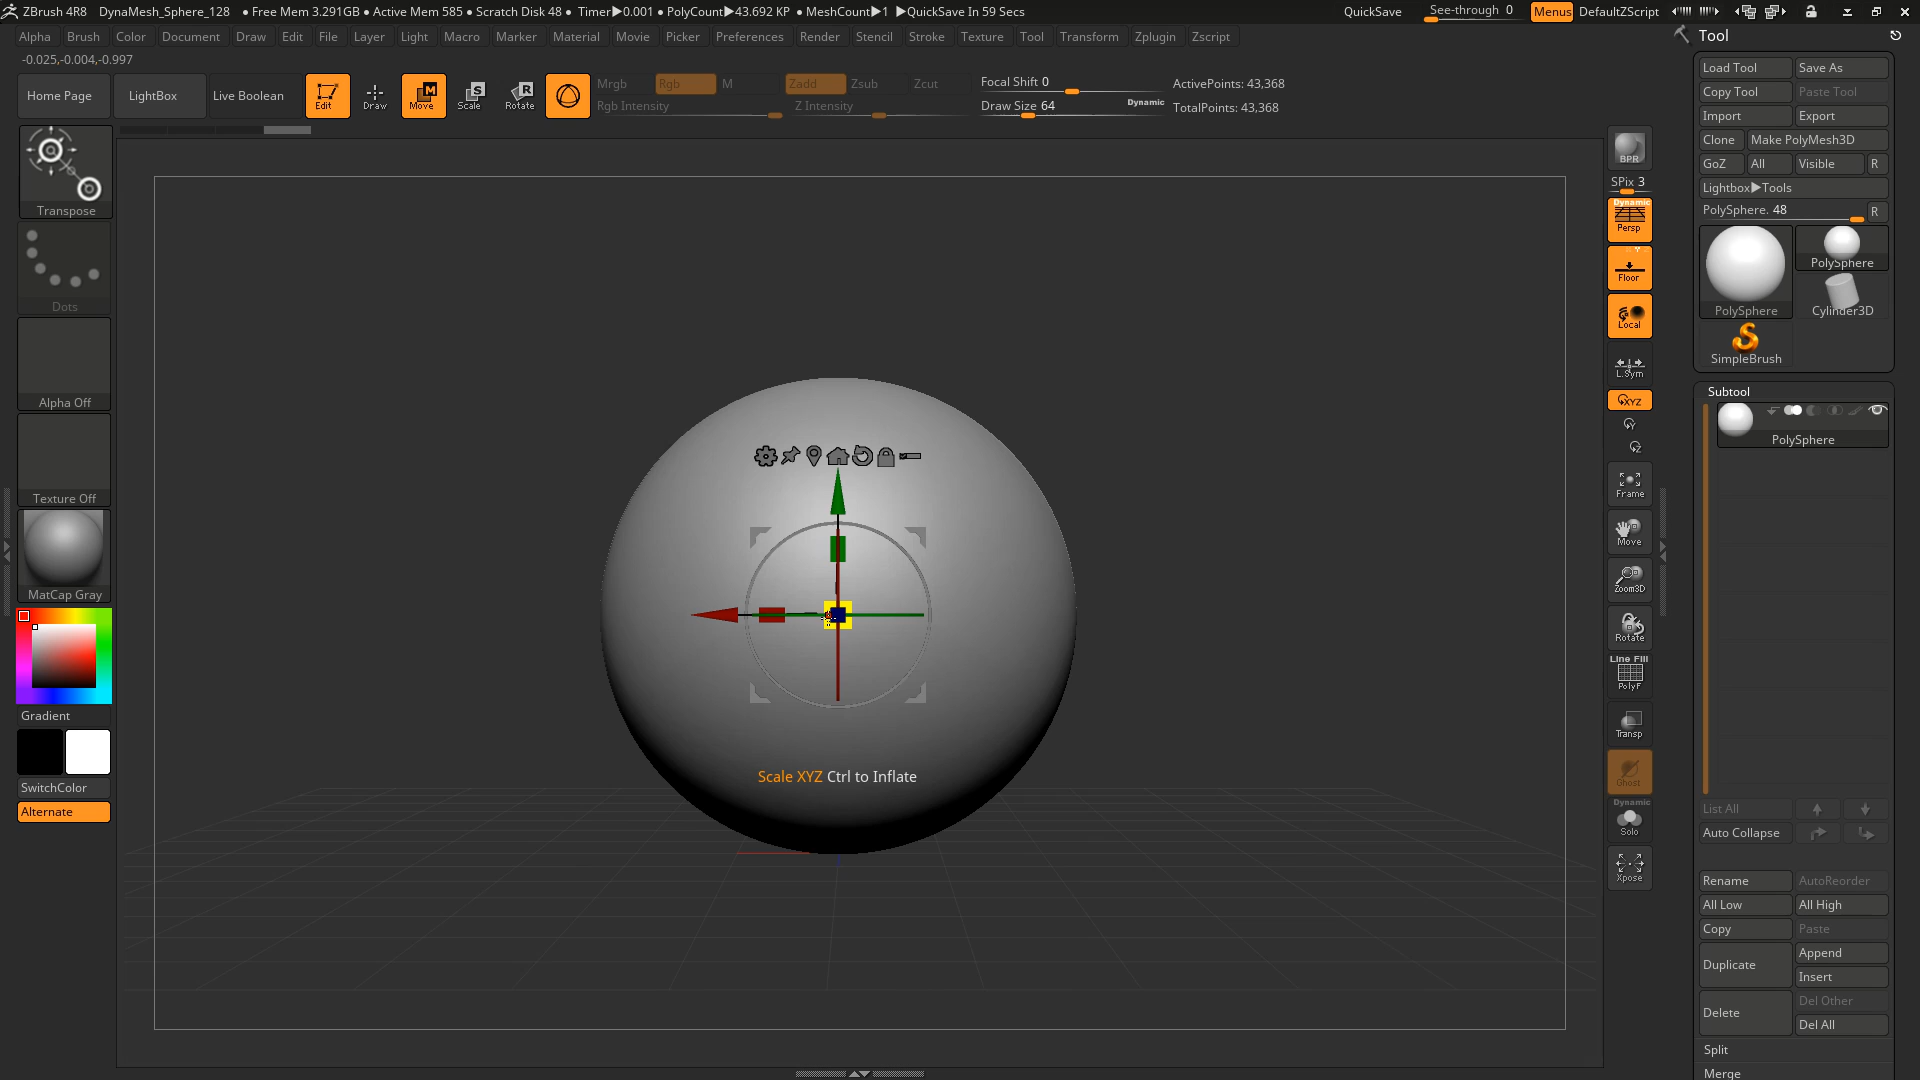 ZBrush 4R8 DynaMesh_Sphere_128 ● Free Mem 3.291GB ● Active Mem 585 ● Scratch Disk 48 ● Timer▶0.001 ● PolyCount▶43.692 KP ● MeshCount▶1 ▶QuickSave In 59 Secs QuickSave See-through 0 Menus DefaultZScript
Alpha Brush Color Document Draw Edit File Layer Light Macro Marker Material Movie Picker Preferences Render Stencil Stroke Texture Tool Transform Zplugin Zscript
-0.025,-0.004,-0.997
Home Page LightBox Live Boolean Edit Draw Move Scale Rotate
Mrgb Rgb M Zadd Zsub Zcut Focal Shift 0 ActivePoints: 43,368
Rgb Intensity Z Intensity Draw Size 64 Dynamic TotalPoints: 43,368
Transpose
Dots
Alpha Off
Texture Off
MatCap Gray
Gradient
SwitchColor
Alternate
Scale XYZ Ctrl to Inflate
BPR
SPix 3
Dynamic
Persp
Floor
Local
L.Sym
XYZ
Y
Z
Frame
Move
Zoom3D
Rotate
Line Fill
PolyF
Transp
Ghost
Dynamic
Solo
Xpose
Tool
Load Tool Save As
Copy Tool Paste Tool
Import Export
Clone Make PolyMesh3D
GoZ All Visible R
Lightbox▶Tools
PolySphere. 48 R
PolySphere
PolySphere Cylinder3D
SimpleBrush
Subtool
PolySphere
List All
Auto Collapse
Rename AutoReorder
All Low All High
Copy Paste
Duplicate Append
Insert
Delete Del Other
Del All
Split
Merge